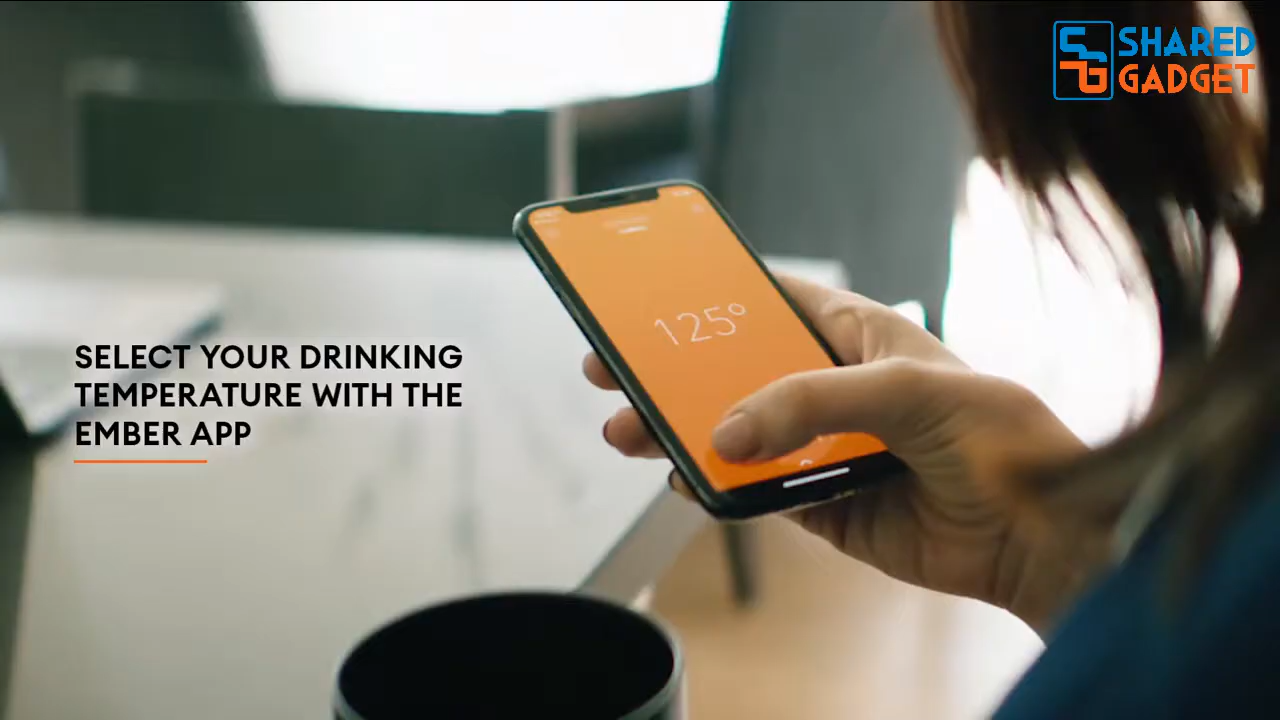 SHARED
GADGET
125°
SELECT YOUR DRINKING
TEMPERATURE WITH THE
EMBER APP